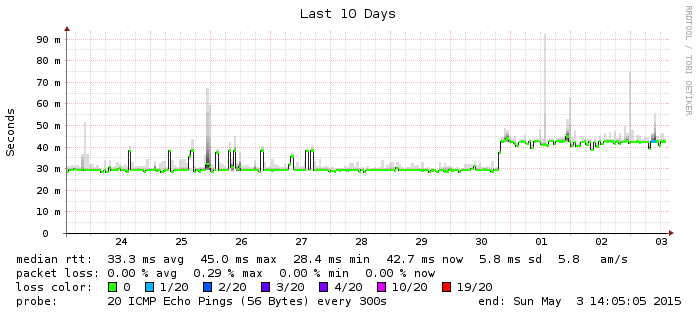 Last 10 Days
RRDTOOL / TOBI OETIKER
Seconds
90 m
80 m
70 m
60 m
50 m
40 m
30 m
20 m
10 m
0
24 25 26 27 28 29 30 01 02 03
median rtt: 33.3 ms avg 45.0 ms max 28.4 ms min 42.7 ms now 5.8 ms sd 5.8 am/s
packet loss: 0.00 % avg 0.29 % max 0.00 % min 0.00 % now
loss color: 0 1/20 2/20 3/20 4/20 10/20 19/20
probe: 20 ICMP Echo Pings (56 Bytes) every 300s end: Sun May 3 14:05:05 2015